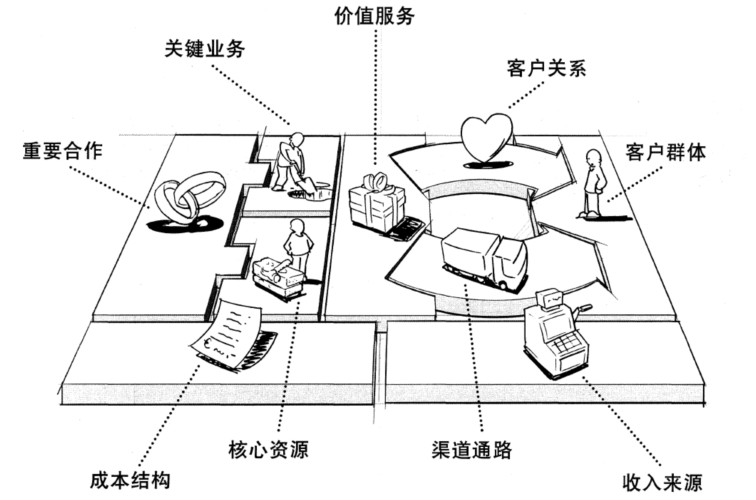 价值服务
关键业务
客户关系
重要合作
客户群体
核心资源
渠道通路
成本结构
收入来源